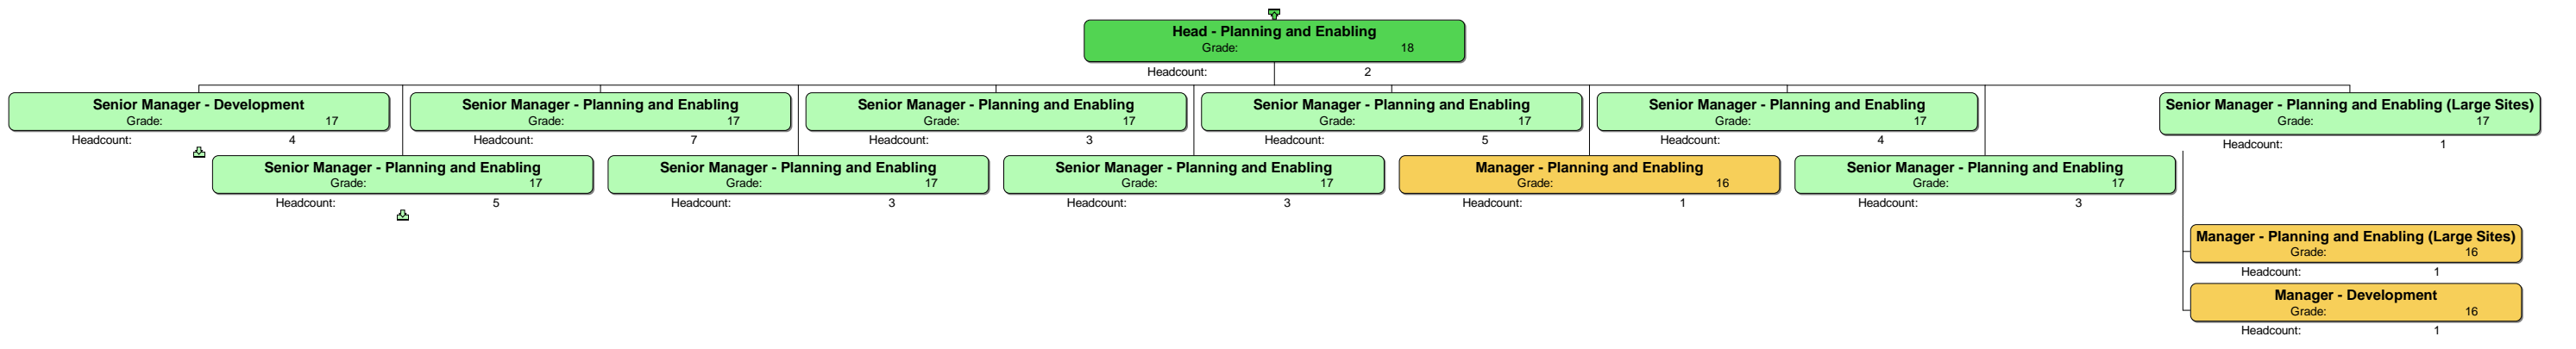 Head - Planning and Enabling
Grade: 18
Headcount: 2
Senior Manager - Development
Grade: 17
Headcount: 4
Senior Manager - Planning and Enabling
Grade: 17
Headcount: 7
Senior Manager - Planning and Enabling
Grade: 17
Headcount: 3
Senior Manager - Planning and Enabling
Grade: 17
Headcount: 5
Senior Manager - Planning and Enabling
Grade: 17
Headcount: 4
Senior Manager - Planning and Enabling (Large Sites)
Grade: 17
Headcount: 1
Senior Manager - Planning and Enabling
Grade: 17
Headcount: 5
Senior Manager - Planning and Enabling
Grade: 17
Headcount: 3
Senior Manager - Planning and Enabling
Grade: 17
Headcount: 3
Manager - Planning and Enabling
Grade: 16
Headcount: 1
Senior Manager - Planning and Enabling
Grade: 17
Headcount: 3
Manager - Planning and Enabling (Large Sites)
Grade: 16
Headcount: 1
Manager - Development
Grade: 16
Headcount: 1